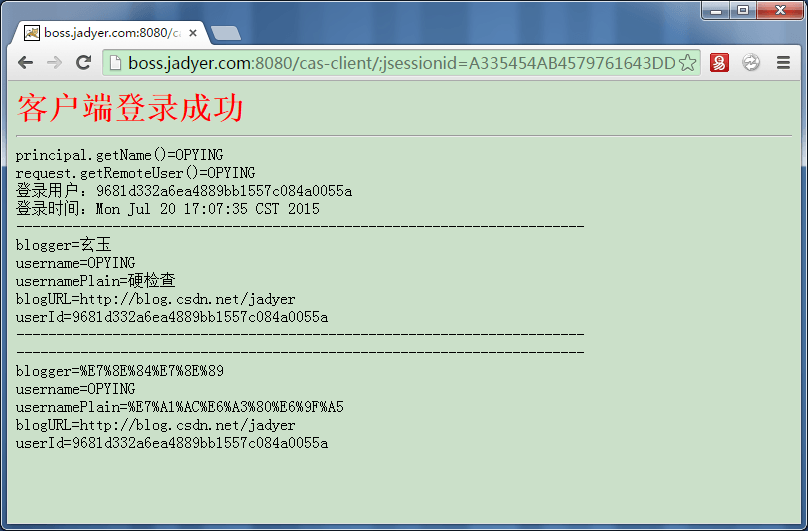 boss.jadyer.com:8080/ca
boss.jadyer.com:8080/cas-client/;jsessionid=A335454AB4579761643DD
客户端登录成功
principal.getName()=OPYING
request.getRemoteUser()=OPYING
登录用户：9681d332a6ea4889bb1557c084a0055a
登录时间：Mon Jul 20 17:07:35 CST 2015
-----------------------------------------------------------------------
blogger=玄玉
username=OPYING
usernamePlain=硬检查
blogURL=http://blog.csdn.net/jadyer
userId=9681d332a6ea4889bb1557c084a0055a
-----------------------------------------------------------------------
-----------------------------------------------------------------------
blogger=%E7%8E%84%E7%8E%89
username=OPYING
usernamePlain=%E7%A1%AC%E6%A3%80%E6%9F%A5
blogURL=http://blog.csdn.net/jadyer
userId=9681d332a6ea4889bb1557c084a0055a